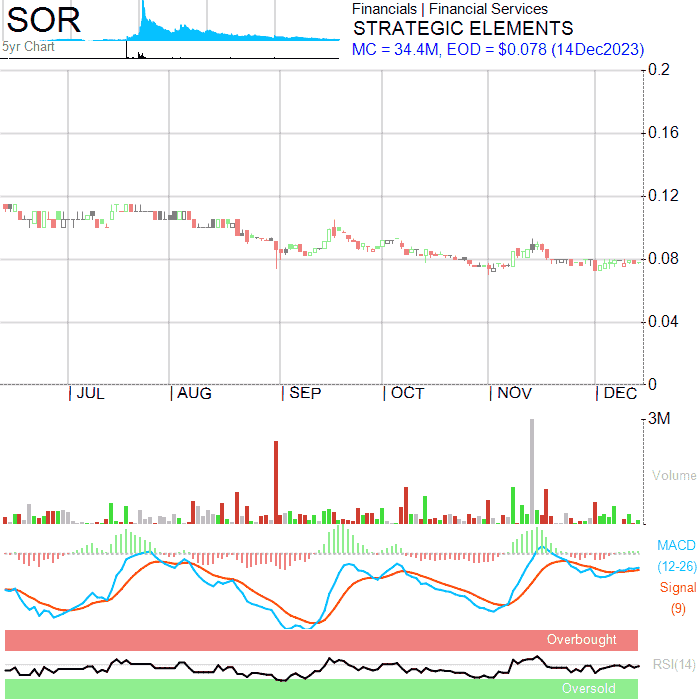 SOR
5yr Chart
Financials | Financial Services
STRATEGIC ELEMENTS
MC = 34.4M, EOD = $0.078 (14Dec2023)
0.2
0.16
0.12
0.08
0.04
0
JUL AUG SEP OCT NOV DEC
3M
Volume
MACD
(12-26)
Signal
(9)
Overbought
RSI(14)
Oversold